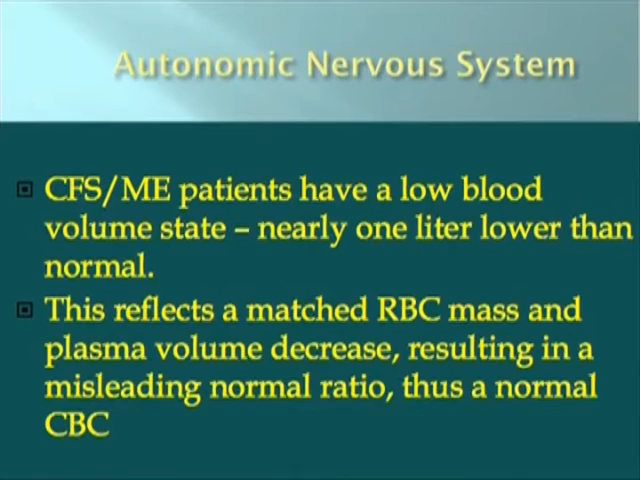 Autonomic Nervous System
CFS/ME patients have a low blood
volume state – nearly one liter lower than
normal.
This reflects a matched RBC mass and
plasma volume decrease, resulting in a
misleading normal ratio, thus a normal
CBC